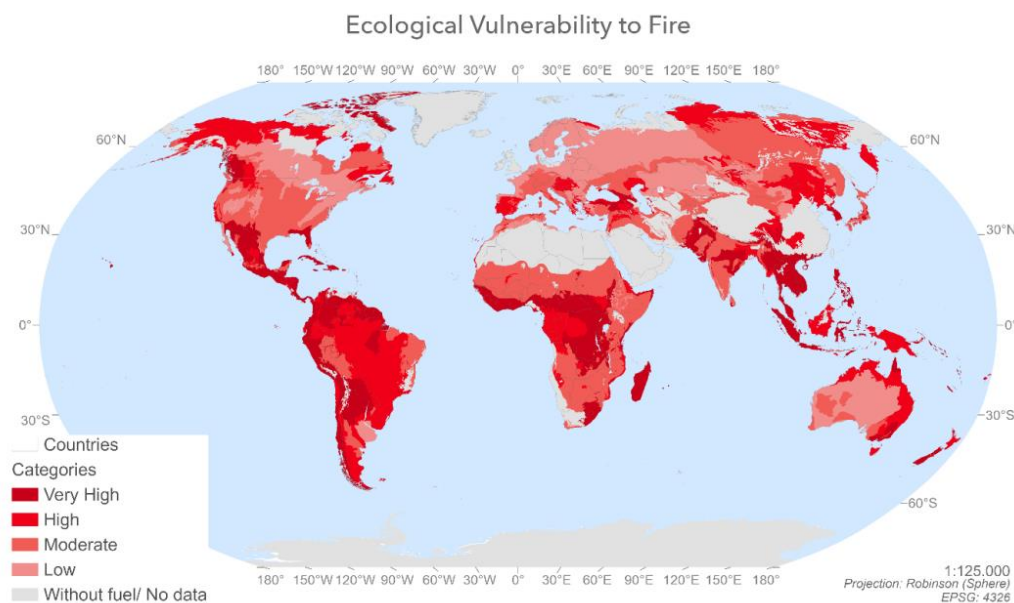 Ecological Vulnerability to Fire
180° 150°W 120°W 90°W 60°W 30°W 0° 30°E 60°E 90°E 120°E 150°E 180°
60°N 60°N
30°N 30°N
0° 0°
30°S 30°S
60°S
Countries
Categories
Very High
High
Moderate
Low
Without fuel/ No data
180° 150°W 120°W 90°W 60°W 30°W 0° 30°E 60°E 90°E 120°E 150°E 180°
1:125.000
Projection: Robinson (Sphere)
EPSG: 4326